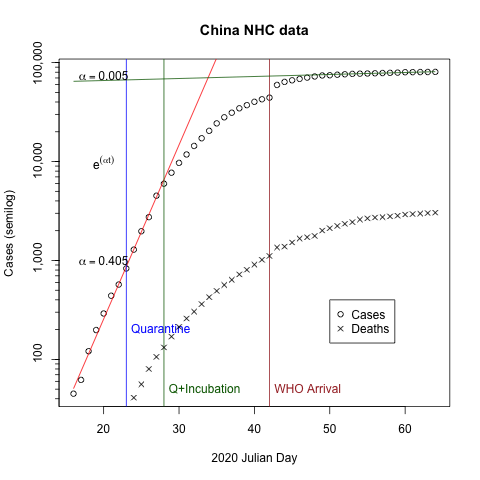 China NHC data
100,000
α = 0.005
10,000
e^(αt)
Cases (semilog)
1,000
α = 0.405
Cases
Deaths
Quarantine
100
Q+Incubation
WHO Arrival
20 30 40 50 60
2020 Julian Day